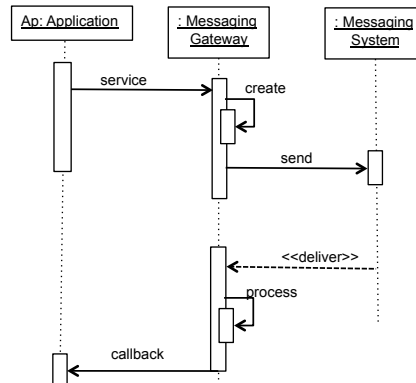 Ap: Application
: Messaging
Gateway
: Messaging
System
service
create
send
<<deliver>>
process
callback